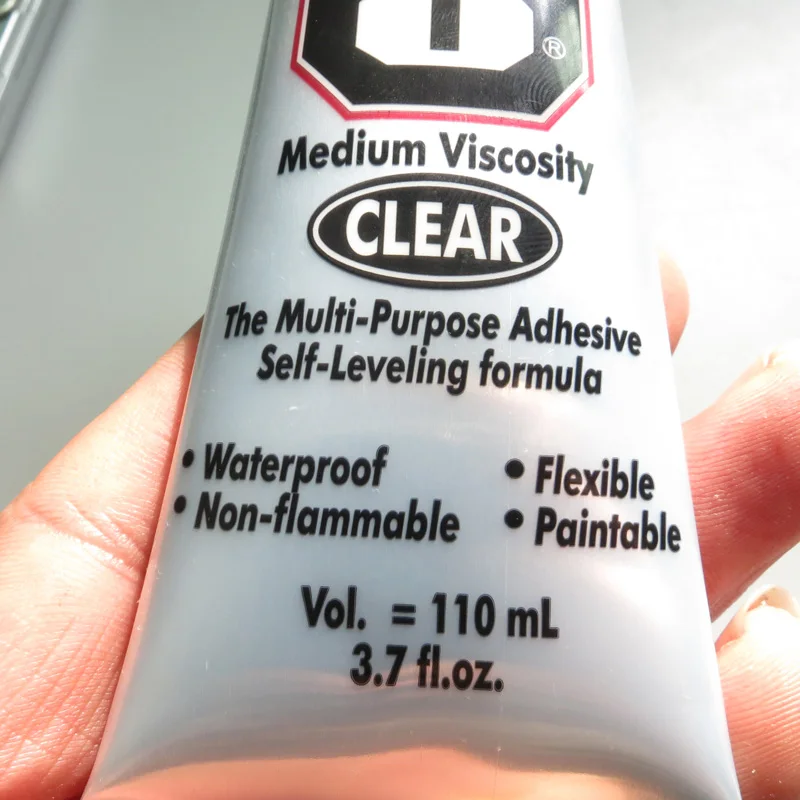 ®
Medium Viscosity
CLEAR
The Multi-Purpose Adhesive
Self-Leveling formula
• Waterproof • Flexible
• Non-flammable • Paintable
Vol. = 110 mL
3.7 fl.oz.